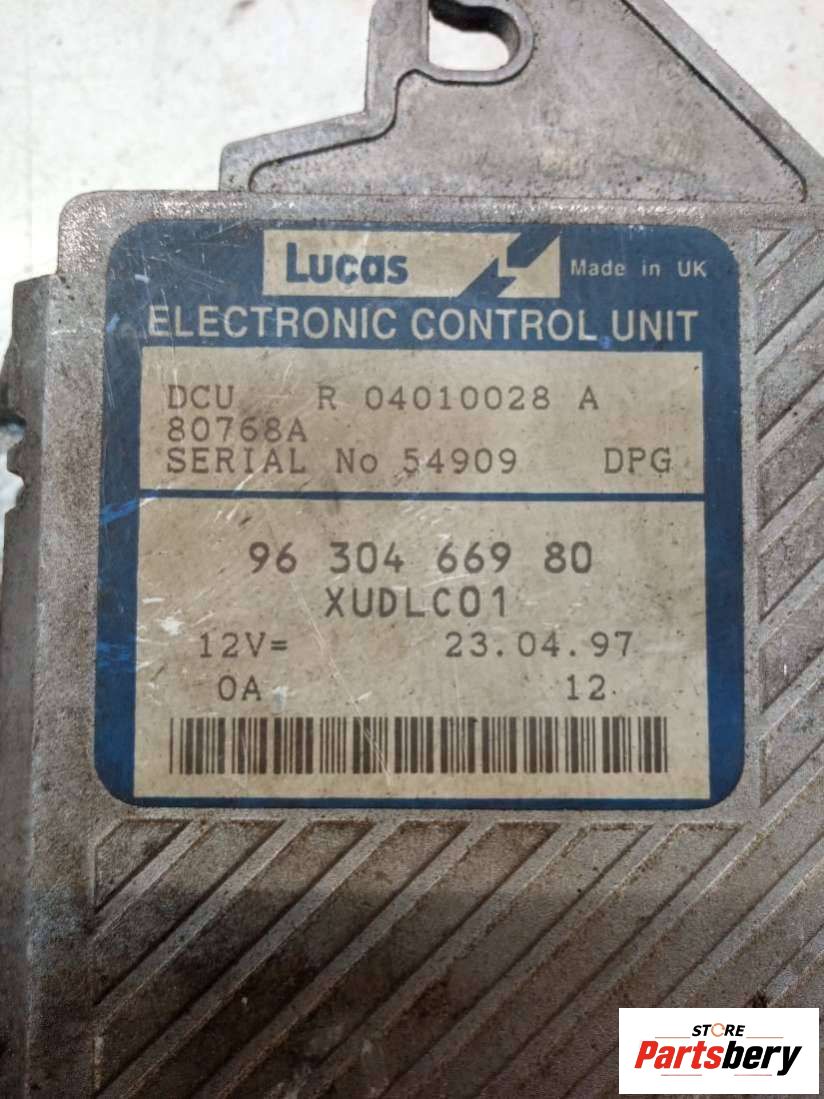 Lucas
Made in UK
ELECTRONIC CONTROL UNIT
DCU R 04010028 A
80768A
SERIAL No 54909 DPG
96 304 669 80
XUDLC01
12V= 23.04.97
0A 12
STORE
Partsbery